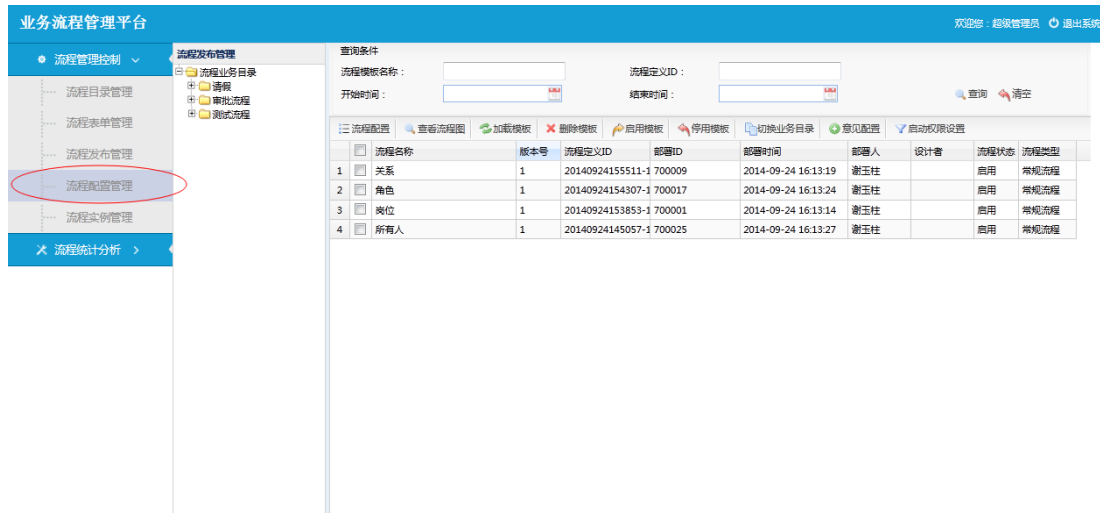 业务流程管理平台
欢迎您：超级管理员 退出系统
流程管理控制
流程目录管理
流程表单管理
流程发布管理
流程配置管理
流程实例管理
流程统计分析
流程发布管理
流程业务目录
请假
审批流程
测试流程
查询条件
流程模板名称： 流程定义ID：
开始时间： 结束时间： 查询 清空
流程配置 查看流程图 加载模板 删除模板 启用模板 停用模板 切换业务目录 意见配置 启动权限设置
流程名称 版本号 流程定义ID 部署ID 部署时间 部署人 设计者 流程状态 流程类型
1 关系 1 20140924155511-1 700009 2014-09-24 16:13:19 谢玉柱 启用 常规流程
2 角色 1 20140924154307-1 700017 2014-09-24 16:13:24 谢玉柱 启用 常规流程
3 岗位 1 20140924153853-1 700001 2014-09-24 16:13:14 谢玉柱 启用 常规流程
4 所有人 1 20140924145057-1 700025 2014-09-24 16:13:27 谢玉柱 启用 常规流程